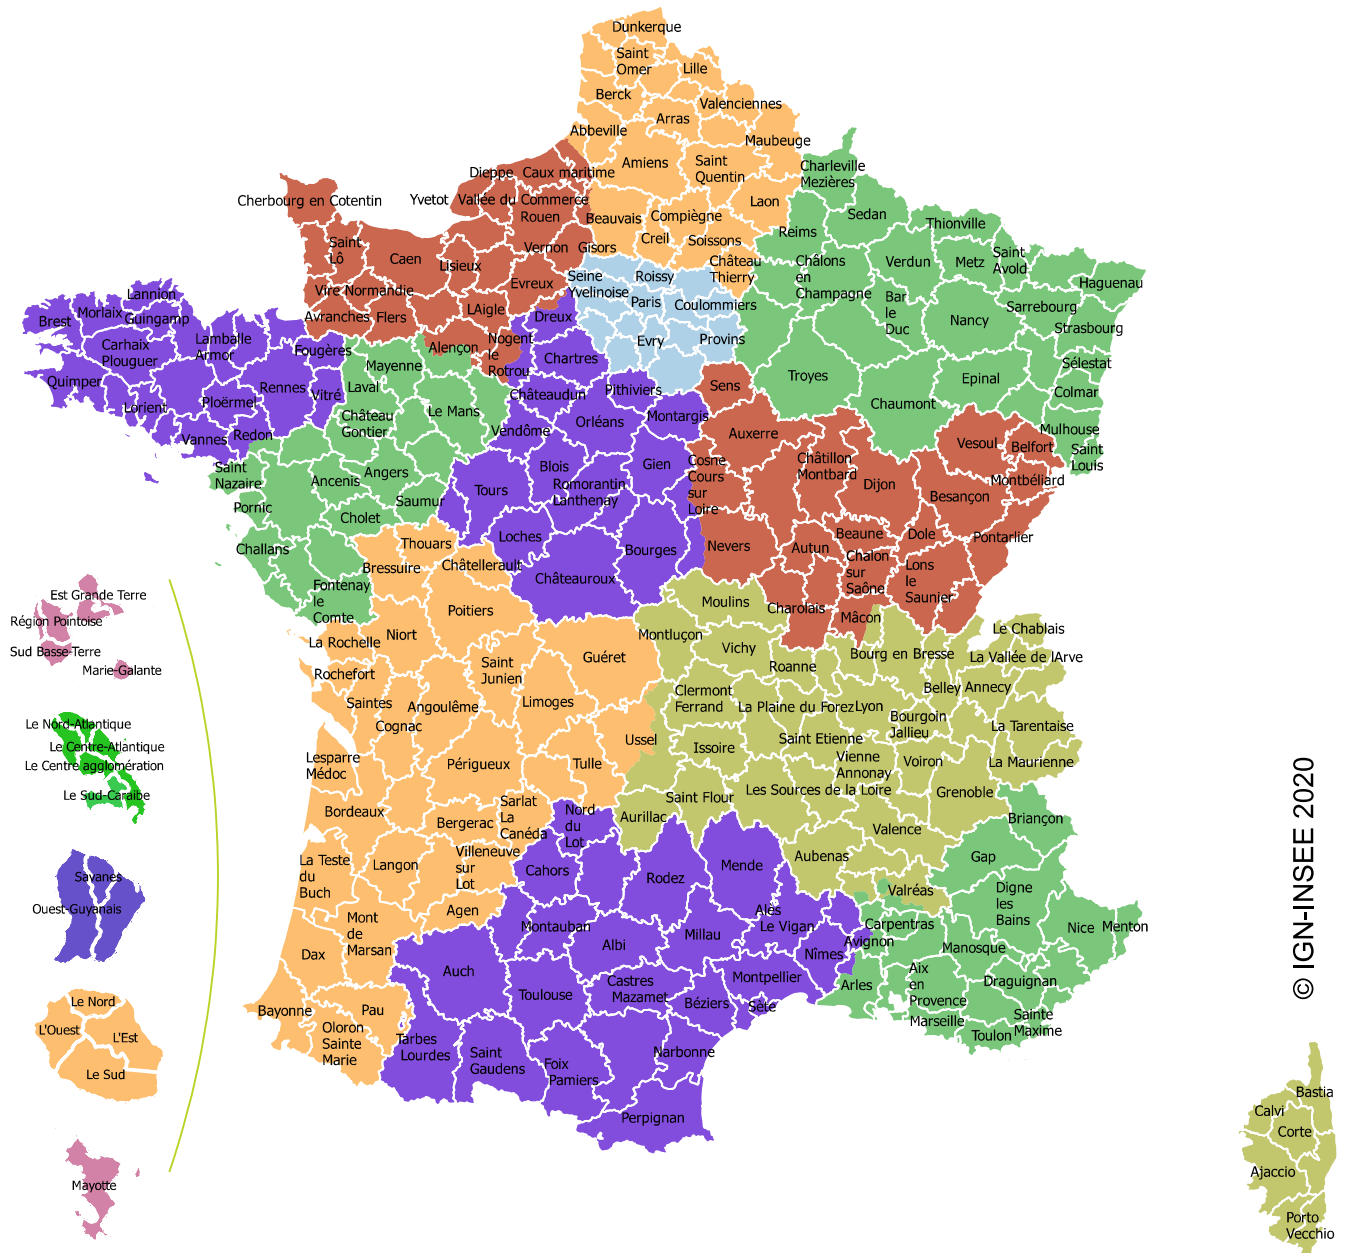 Dunkerque
Saint
Omer
Lille
Berck
Valenciennes
Arras
Abbeville
Maubeuge
Amiens
Saint
Quentin
Charleville
Mezières
Dieppe
Caux maritime
Cherbourg en Cotentin
Yvetot
Vallée du Commerce
Rouen
Laon
Beauvais
Compiègne
Sedan
Thionville
Reims
Creil
Soissons
Vernon
Gisors
Saint
Lô
Caen
Lisieux
Château
Thierry
Châlons
en
Champagne
Verdun
Metz
Saint
Avold
Haguenau
Evreux
Seine
Yvelinoise
Roissy
Paris
Coulommiers
Vire Normandie
Lannion
Morlaix
Guingamp
Brest
Avranches
Flers
LAigle
Dreux
Bar
le
Duc
Sarrebourg
Nancy
Strasbourg
Carhaix
Plouguer
Lamballe
Armor
Fougères
Alençon
Nogent
le
Rotrou
Evry
Provins
Chartres
Mayenne
Sélestat
Quimper
Rennes
Vitré
Laval
Troyes
Epinal
Sens
Colmar
Lorient
Ploërmel
Châteaudun
Pithiviers
Le Mans
Château
Gontier
Chaumont
Vannes
Redon
Vendôme
Orléans
Montargis
Auxerre
Vesoul
Belfort
Mulhouse
Saint
Louis
Saint
Nazaire
Ancenis
Angers
Blois
Gien
Cosne
Cours
sur
Loire
Châtillon
Montbard
Dijon
Besançon
Montbéliard
Tours
Romorantin
Lanthenay
Pornic
Cholet
Saumur
Challans
Thouars
Loches
Bourges
Nevers
Autun
Beaune
Dole
Pontarlier
Bressuire
Châtellerault
Châteauroux
Chalon
sur
Saône
Lons
le
Saunier
Fontenay
le
Comte
Est Grande Terre
Région Pointoise
Sud Basse-Terre
Marie-Galante
Poitiers
Moulins
Charolais
Mâcon
La Rochelle
Niort
Montluçon
Vichy
Le Chablais
Guéret
Roanne
Bourg en Bresse
La Vallée de lArve
Rochefort
Saint
Junien
Saintes
Angoulême
Limoges
Clermont
Ferrand
La Plaine du Forez
Lyon
Belley
Annecy
Cognac
Bourgoin
Jallieu
La Tarentaise
Le Nord-Atlantique
Le Centre-Atlantique
Le Centre agglomération
Le Sud-Caraibe
Ussel
Issoire
Saint Etienne
Lesparre
Médoc
Périgueux
Tulle
Vienne
Annonay
Voiron
La Maurienne
Les Sources de la Loire
Grenoble
Bordeaux
Bergerac
Sarlat
La
Canéda
Nord
du
Lot
Aurillac
Saint Flour
Valence
Briançon
La Teste
du
Buch
Langon
Villeneuve
sur
Lot
Cahors
Rodez
Mende
Aubenas
Gap
Savanes
Ouest-Guyanais
Valréas
Digne
les
Bains
Mont
de
Marsan
Agen
Montauban
Albi
Millau
Ales
Le Vigan
Carpentras
Avignon
Manosque
Nice
Menton
Dax
Auch
Nîmes
Toulouse
Castres
Mazamet
Montpellier
Arles
Aix
en
Provence
Draguignan
Le Nord
L'Ouest
L'Est
Le Sud
Bayonne
Pau
Oloron
Sainte
Marie
Béziers
Sète
Marseille
Toulon
Sainte
Maxime
Tarbes
Lourdes
Saint
Gaudens
Foix
Pamiers
Narbonne
Perpignan
Mayotte
Bastia
Calvi
Corte
Ajaccio
Porto
Vecchio
© IGN-INSEE 2020